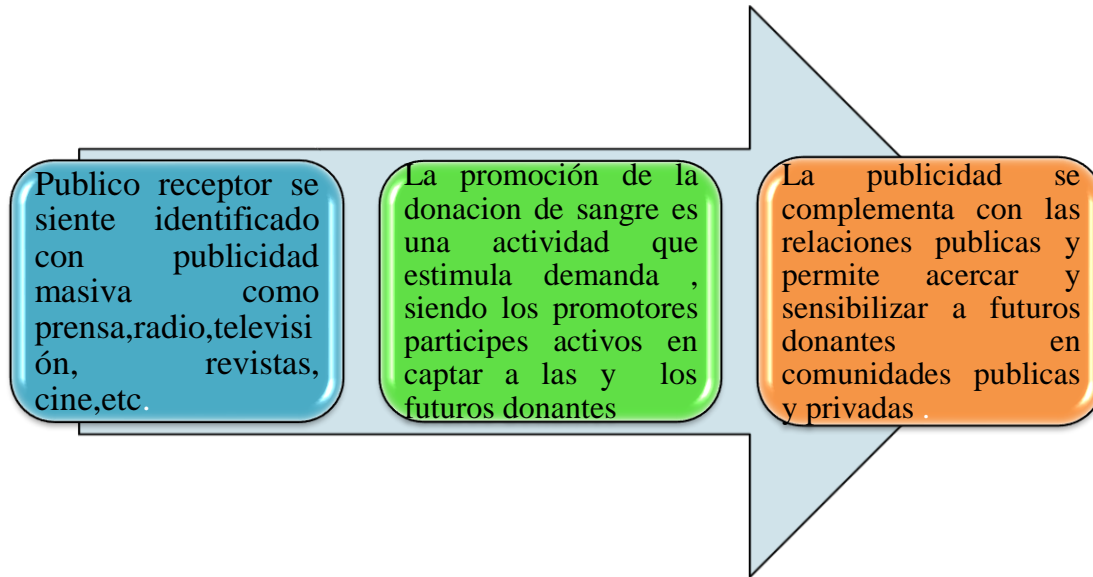 Publico receptor se
siente identificado
con publicidad
masiva como
prensa,radio,televisi
ón, revistas,
cine,etc.
La promoción de la
donacion de sangre es
una actividad que
estimula demanda ,
siendo los promotores
participes activos en
captar a las y los
futuros donantes
La publicidad se
complementa con las
relaciones publicas y
permite acercar y
sensibilizar a futuros
donantes en
comunidades publicas
y privadas .